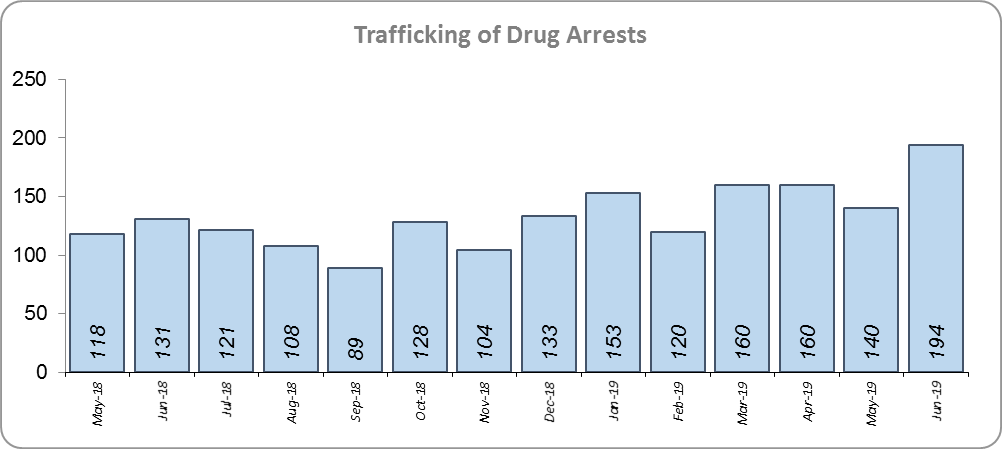 Trafficking of Drug Arrests
250
200
150
100
50
0
118
131
121
108
89
128
104
133
153
120
160
160
140
194
May-18
Jun-18
Jul-18
Aug-18
Sep-18
Oct-18
Nov-18
Dec-18
Jan-19
Feb-19
Mar-19
Apr-19
May-19
Jun-19